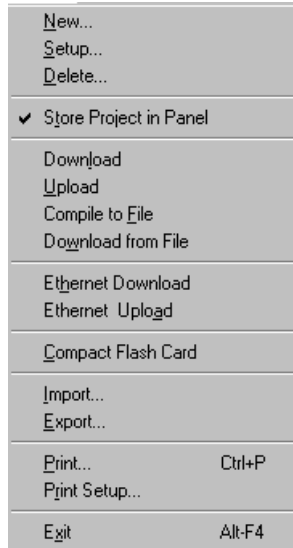 New...
Setup...
Delete...
Store Project in Panel
Download
Upload
Compile to File
Download from File
Ethernet Download
Ethernet  Upload
Compact Flash Card
Import...
Export...
Print... Ctrl+P
Print Setup...
Exit Alt-F4